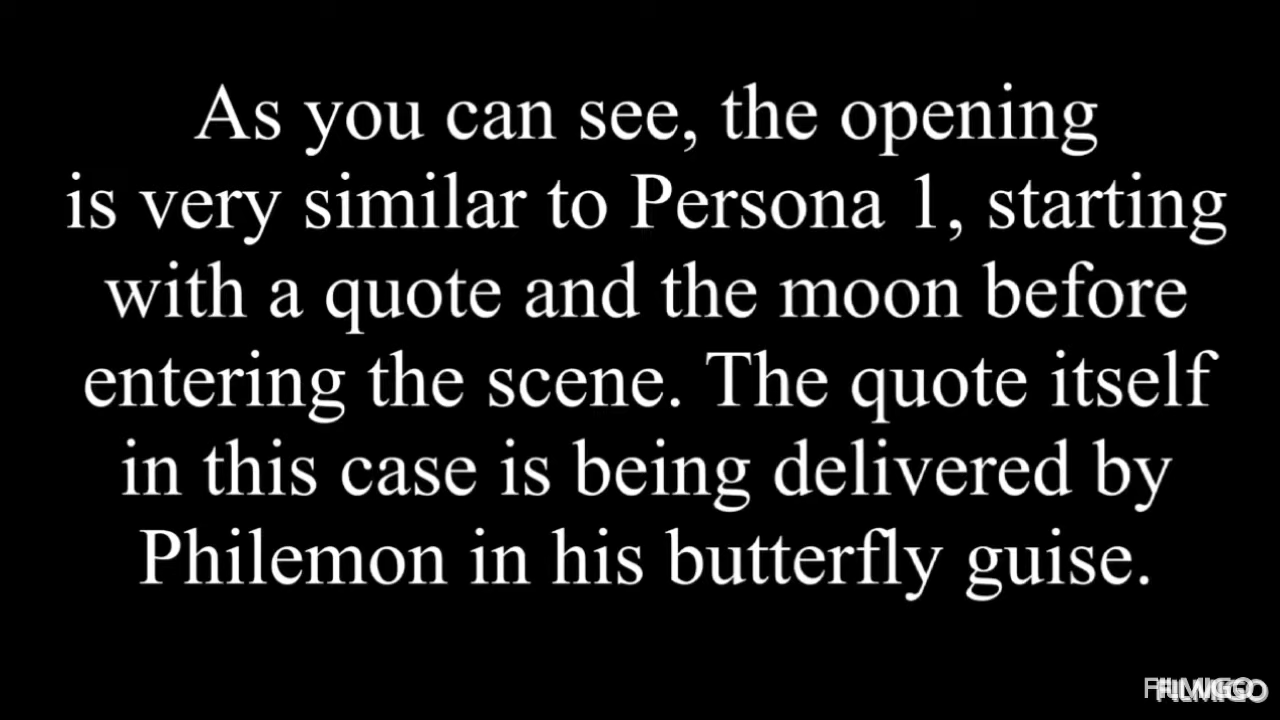 As you can see, the opening
is very similar to Persona 1, starting
with a quote and the moon before
entering the scene. The quote itself
in this case is being delivered by
Philemon in his butterfly guise.
FILMIGO